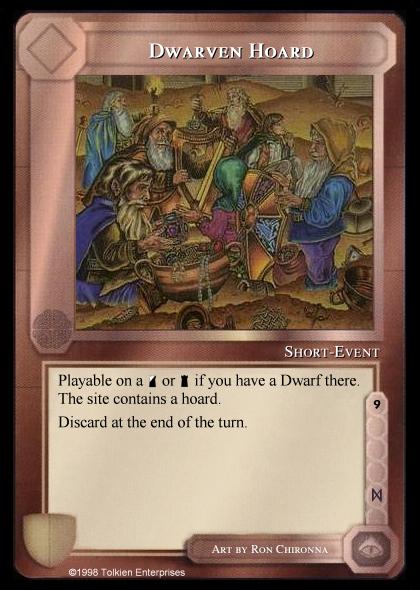 Dwarven Hoard
Short-Event
Playable on a or if you have a Dwarf there.
The site contains a hoard.
Discard at the end of the turn.
9
ᛞ
Art by Ron Chironna
©1998 Tolkien Enterprises